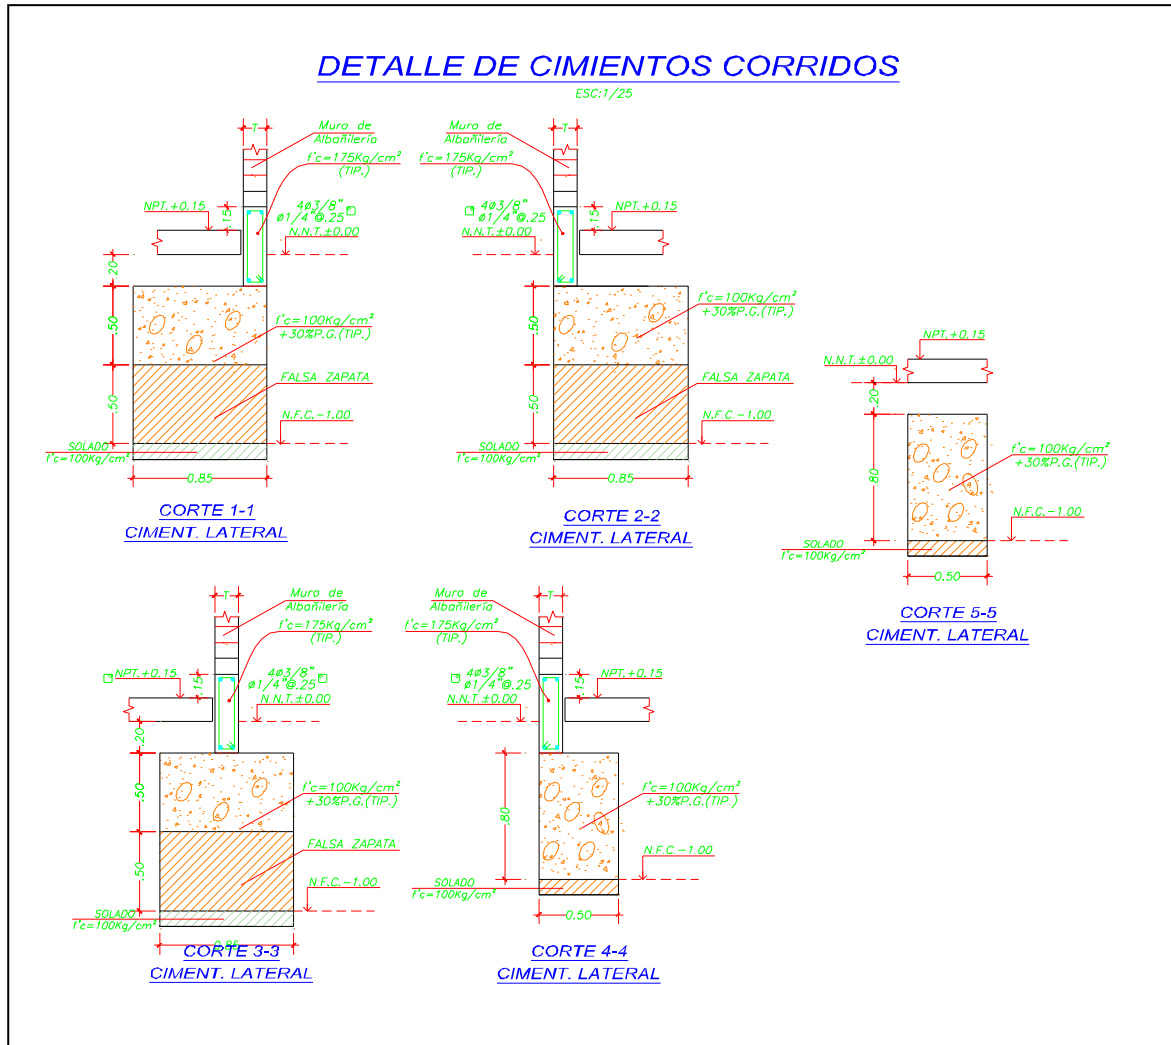 DETALLE DE CIMIENTOS CORRIDOS
ESC:1/25
T
Muro de
Albañilería
f'c=175Kg/cm²
(TIP.)
NPT.+0.15
.15
4ø3/8"
ø1/4"@.25
N.N.T.±0.00
.20
.50
f'c=100Kg/cm²
+30%P.G.(TIP.)
FALSA ZAPATA
.50
N.F.C.-1.00
SOLADO
f'c=100Kg/cm²
0.85
CORTE 1-1
CIMENT. LATERAL
T
Muro de
Albañilería
f'c=175Kg/cm²
(TIP.)
4ø3/8"
ø1/4"@.25
.15
NPT.+0.15
N.N.T.±0.00
.50
f'c=100Kg/cm²
+30%P.G.(TIP.)
FALSA ZAPATA
.50
N.F.C.-1.00
SOLADO
f'c=100Kg/cm²
0.85
CORTE 2-2
CIMENT. LATERAL
NPT.+0.15
N.N.T.±0.00
.20
.80
f'c=100Kg/cm²
+30%P.G.(TIP.)
N.F.C.-1.00
SOLADO
f'c=100Kg/cm²
0.50
CORTE 5-5
CIMENT. LATERAL
T
Muro de
Albañilería
f'c=175Kg/cm²
(TIP.)
NPT.+0.15
.15
4ø3/8"
ø1/4"@.25
N.N.T.±0.00
.20
.50
f'c=100Kg/cm²
+30%P.G.(TIP.)
FALSA ZAPATA
.50
N.F.C.-1.00
SOLADO
f'c=100Kg/cm²
0.85
CORTE 3-3
CIMENT. LATERAL
T
Muro de
Albañilería
f'c=175Kg/cm²
(TIP.)
4ø3/8"
ø1/4"@.25
.15
NPT.+0.15
N.N.T.±0.00
.80
f'c=100Kg/cm²
+30%P.G.(TIP.)
N.F.C.-1.00
SOLADO
f'c=100Kg/cm²
0.50
CORTE 4-4
CIMENT. LATERAL